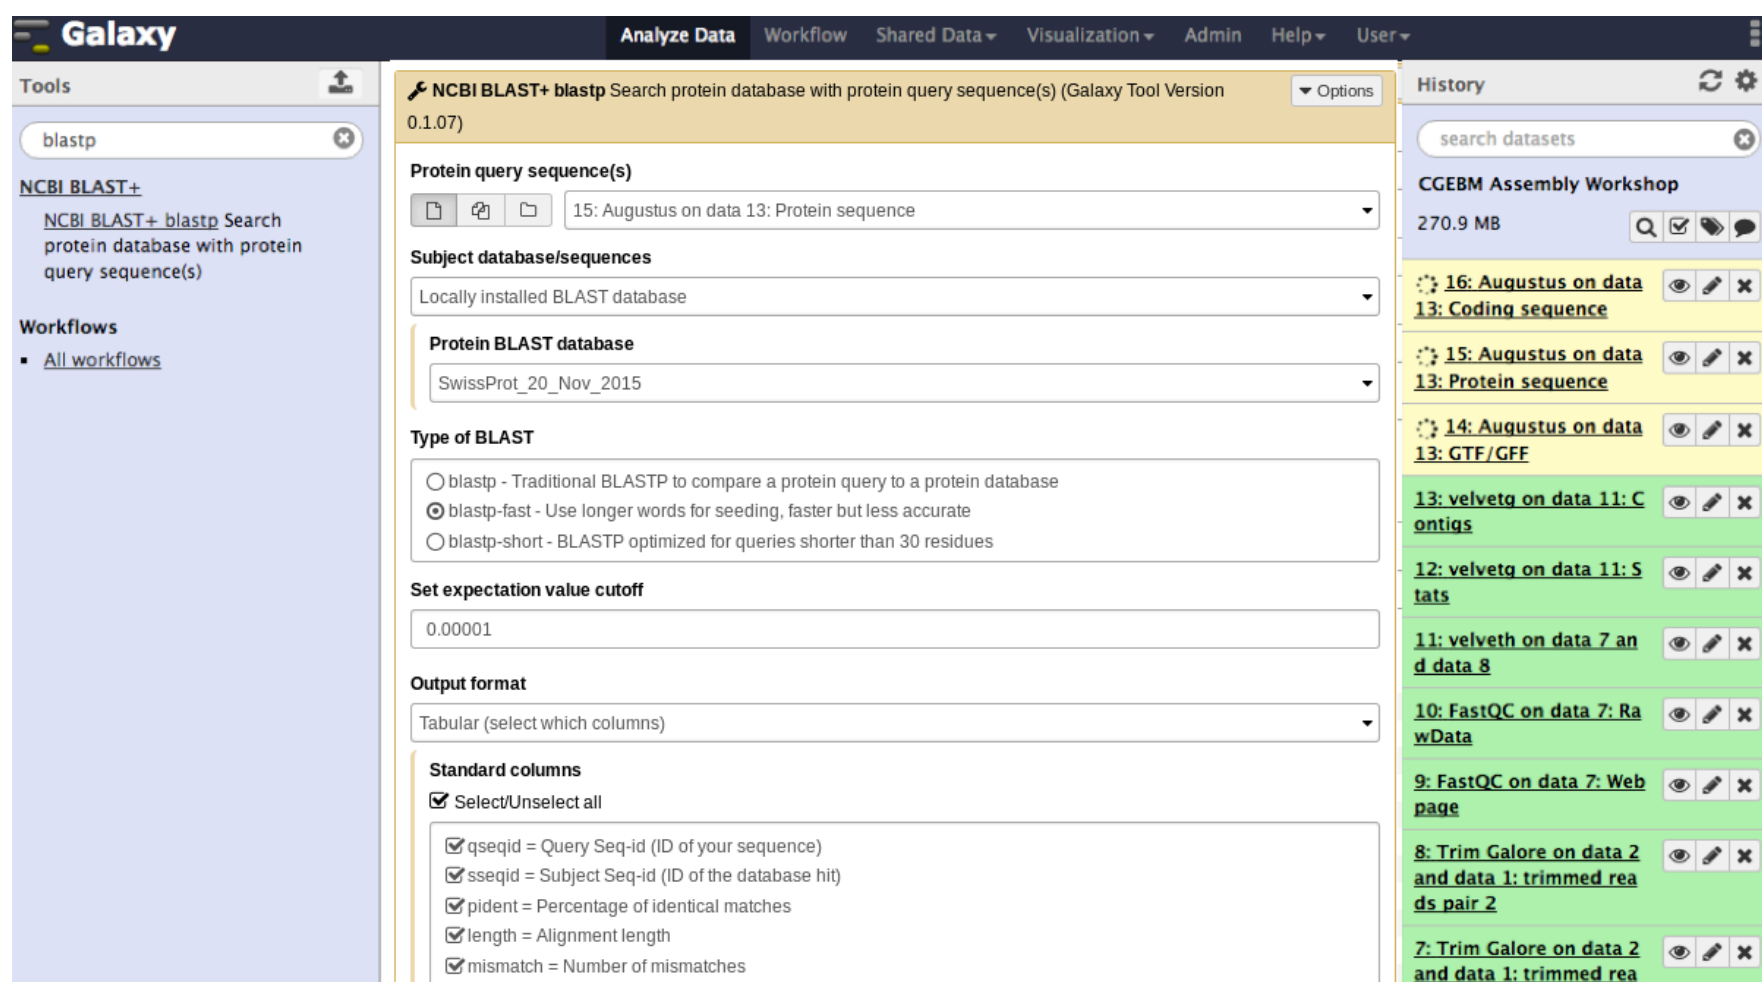 Galaxy
Analyze Data
Workflow
Shared Data
Visualization
Admin
Help
User
Tools
blastp
NCBI BLAST+
NCBI BLAST+ blastp Search
protein database with protein
query sequence(s)
Workflows
All workflows
NCBI BLAST+ blastp Search protein database with protein query sequence(s) (Galaxy Tool Version
0.1.07)
Options
Protein query sequence(s)
15: Augustus on data 13: Protein sequence
Subject database/sequences
Locally installed BLAST database
Protein BLAST database
SwissProt_20_Nov_2015
Type of BLAST
blastp - Traditional BLASTP to compare a protein query to a protein database
blastp-fast - Use longer words for seeding, faster but less accurate
blastp-short - BLASTP optimized for queries shorter than 30 residues
Set expectation value cutoff
0.00001
Output format
Tabular (select which columns)
Standard columns
Select/Unselect all
qseqid = Query Seq-id (ID of your sequence)
sseqid = Subject Seq-id (ID of the database hit)
pident = Percentage of identical matches
length = Alignment length
mismatch = Number of mismatches
History
search datasets
CGEBM Assembly Workshop
270.9 MB
16: Augustus on data
13: Coding sequence
15: Augustus on data
13: Protein sequence
14: Augustus on data
13: GTF/GFF
13: velvetg on data 11: C
ontigs
12: velvetg on data 11: S
tats
11: velveth on data 7 an
d data 8
10: FastQC on data 7: Ra
wData
9: FastQC on data 7: Web
page
8: Trim Galore on data 2
and data 1: trimmed rea
ds pair 2
7: Trim Galore on data 2
and data 1: trimmed rea